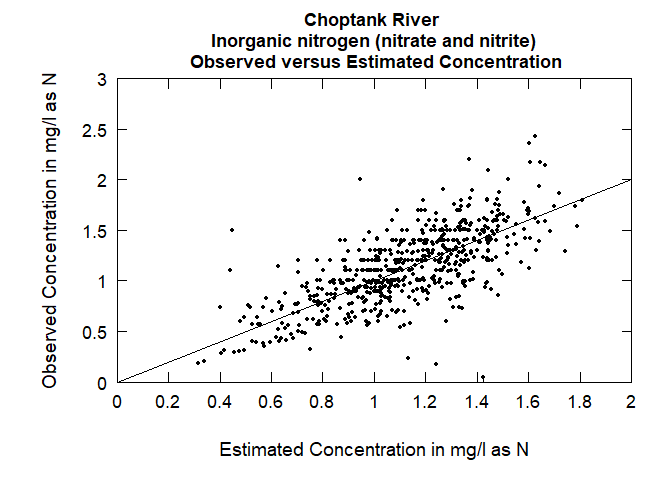 Choptank River
Inorganic nitrogen (nitrate and nitrite)
Observed versus Estimated Concentration
Observed Concentration in mg/l as N
3
2.5
2
1.5
1
0.5
0
0 0.2 0.4 0.6 0.8 1 1.2 1.4 1.6 1.8 2
Estimated Concentration in mg/l as N